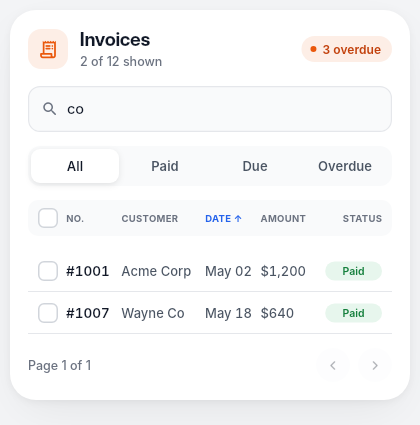 Invoices
2 of 12 shown
3 overdue
co
All Paid Due Overdue
NO. CUSTOMER DATE ↑ AMOUNT STATUS
#1001 Acme Corp May 02 $1,200 Paid
#1007 Wayne Co May 18 $640 Paid
Page 1 of 1